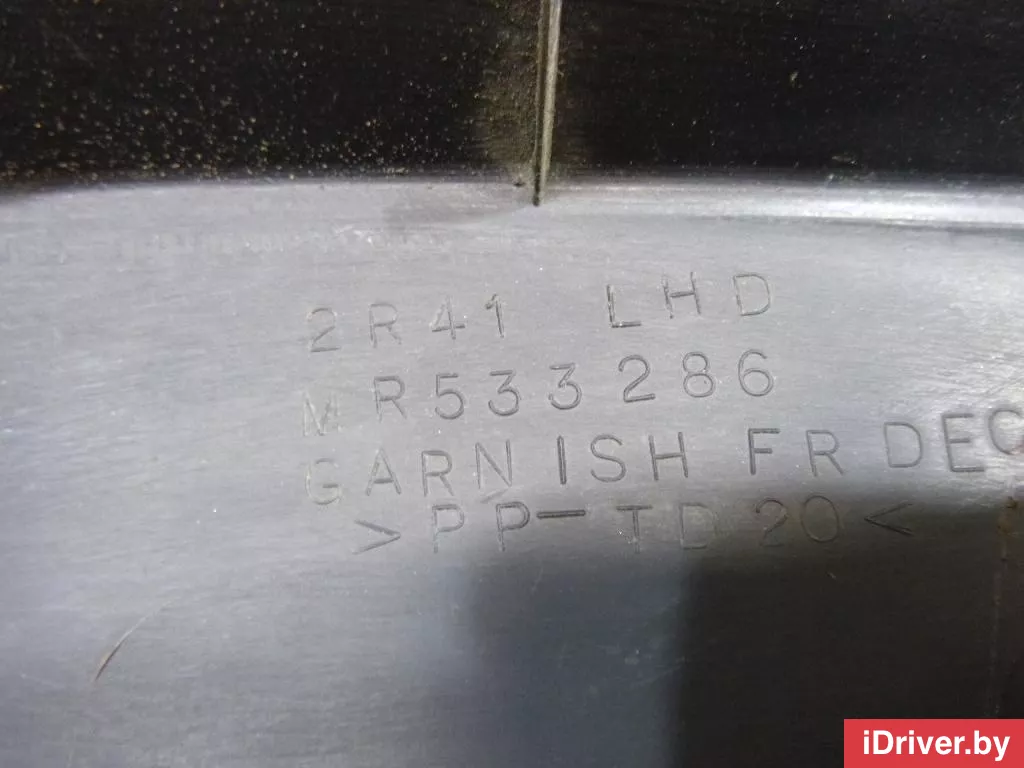 2R41 LHD
MR533286
GARNISH FR DEC
>PP-TD20<
iDriver.by